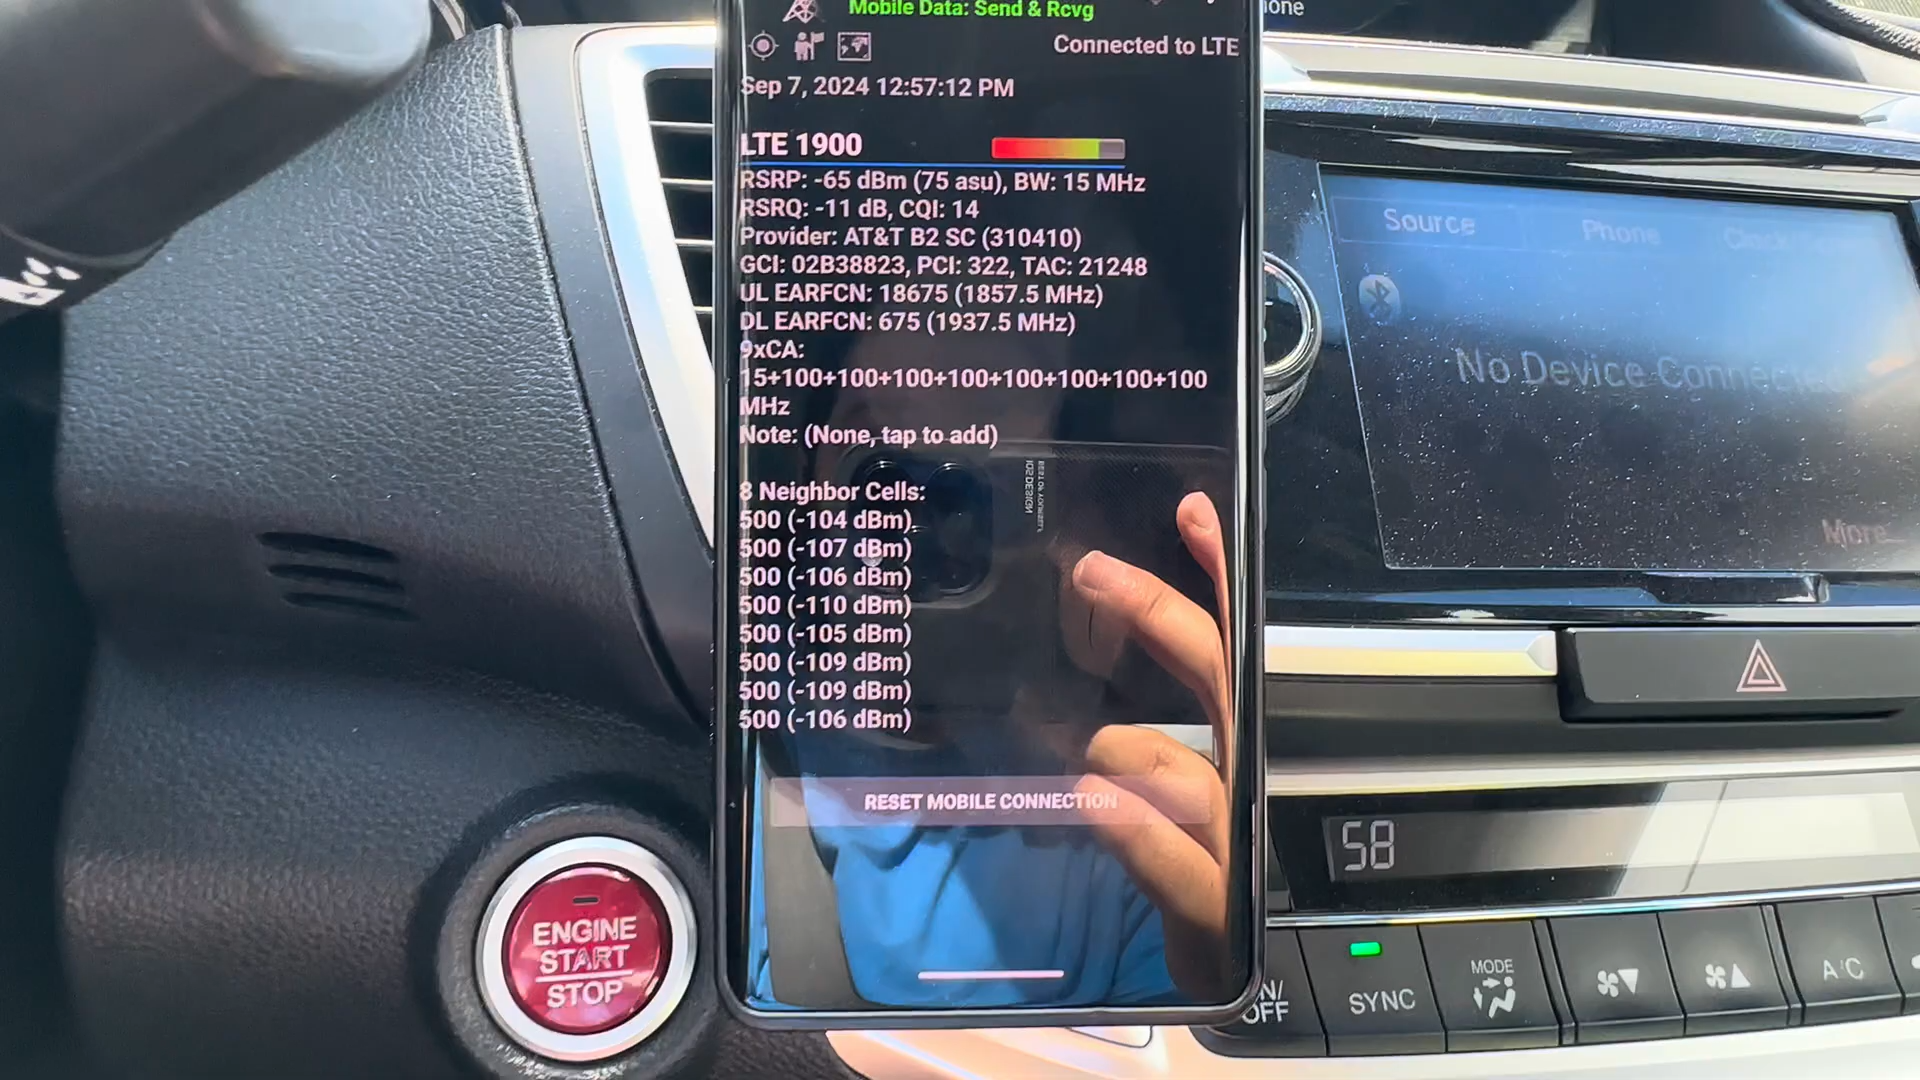 Mobile Data: Send & Rcvg
Connected to LTE
Sep 7, 2024 12:57:12 PM
LTE 1900
RSRP: -65 dBm (75 asu), BW: 15 MHz
RSRQ: -11 dB, CQI: 14
Provider: AT&T B2 SC (310410)
GCI: 02B38823, PCI: 322, TAC: 21248
UL EARFCN: 18675 (1857.5 MHz)
DL EARFCN: 675 (1937.5 MHz)
9xCA:
15+100+100+100+100+100+100+100+100
MHz
Note: (None, tap to add)
8 Neighbor Cells:
500 (-104 dBm)
500 (-107 dBm)
500 (-106 dBm)
500 (-110 dBm)
500 (-105 dBm)
500 (-109 dBm)
500 (-109 dBm)
500 (-106 dBm)
RESET MOBILE CONNECTION
Source
Phone
No Device Connected
More
58
ENGINE
START
STOP
OFF
SYNC
MODE
A/C